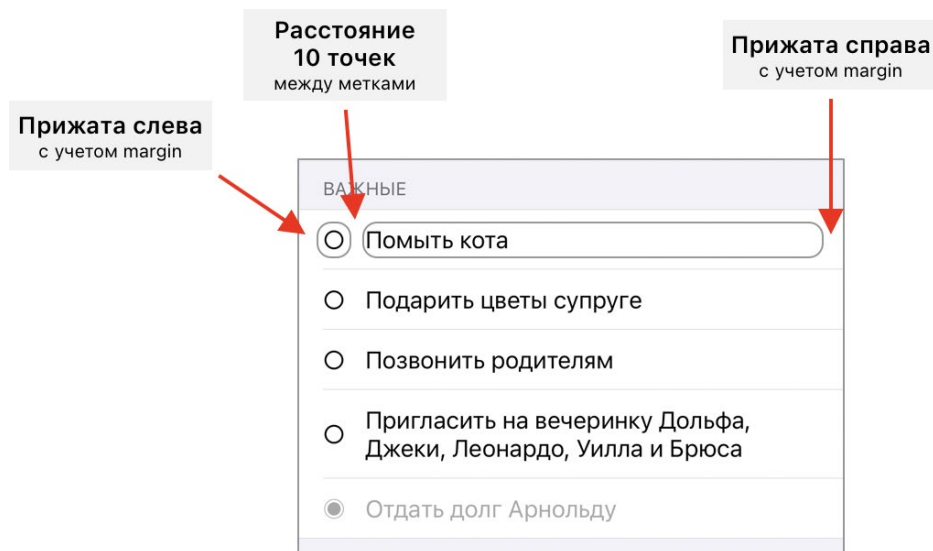 Расстояние
10 точек
между метками
Прижата справа
с учетом margin
Прижата слева
с учетом margin
ВАЖНЫЕ
Помыть кота
Подарить цветы супруге
Позвонить родителям
Пригласить на вечеринку Дольфа,
Джеки, Леонардо, Уилла и Брюса
Отдать долг Арнольду